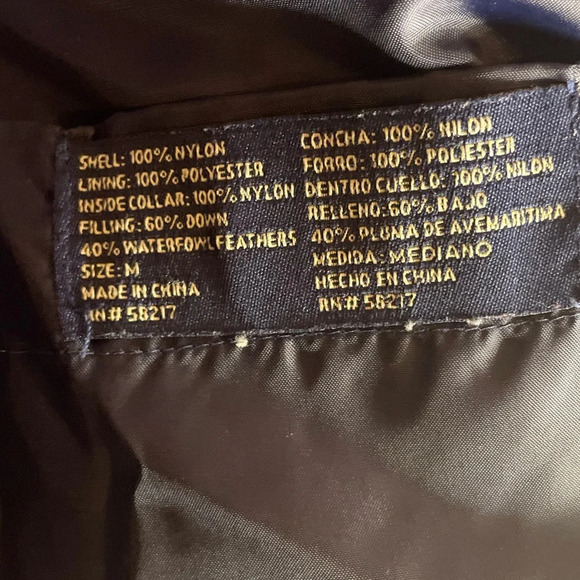 SHELL: 100% NYLON
LINING: 100% POLYESTER
INSIDE COLLAR: 100% NYLON
FILLING: 60% DOWN
40% WATERFOWL FEATHERS
SIZE: M
MADE IN CHINA
RN# 58217
CONCHA: 100% NILON
FORRO: 100% POLIESTER
DENTRO CUELLO: 100% NILON
RELLENO: 60% BAJO
40% PLUMA DE AVEMARITIMA
MEDIDA: MEDIANO
HECHO EN CHINA
RN# 58217